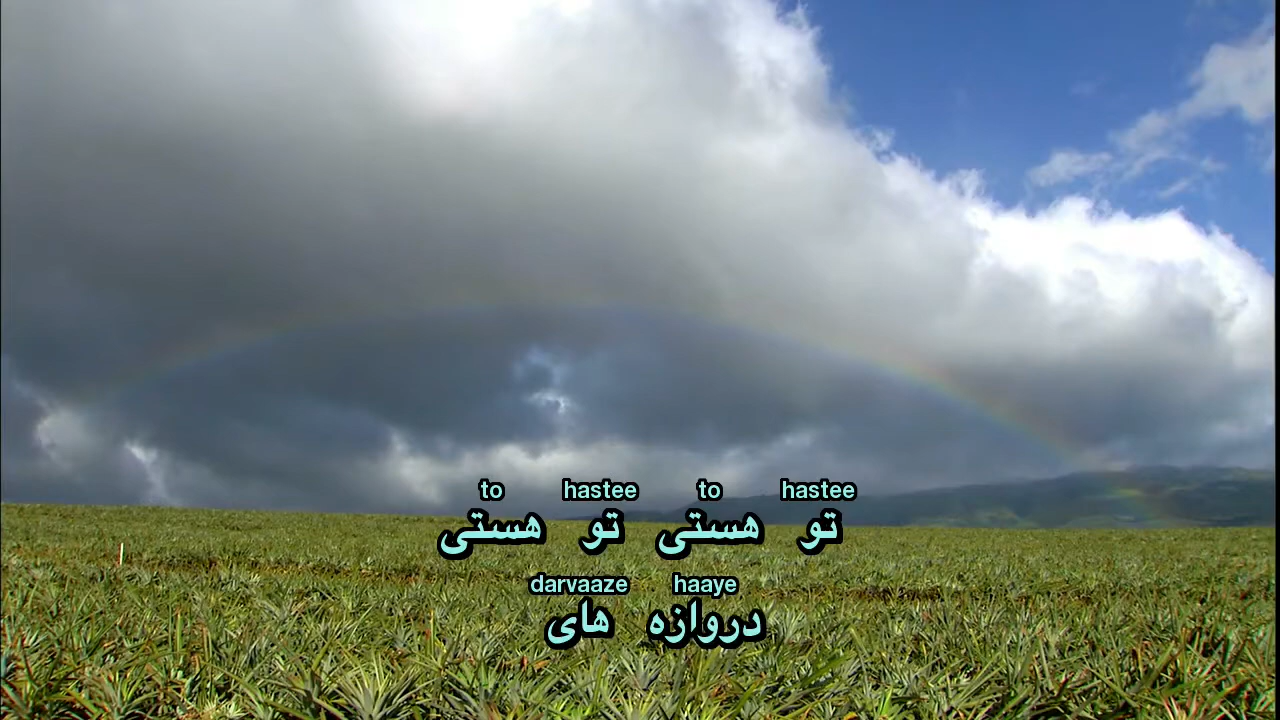 to hastee to hastee
تو هستی تو هستی
darvaaze haaye
دروازه های